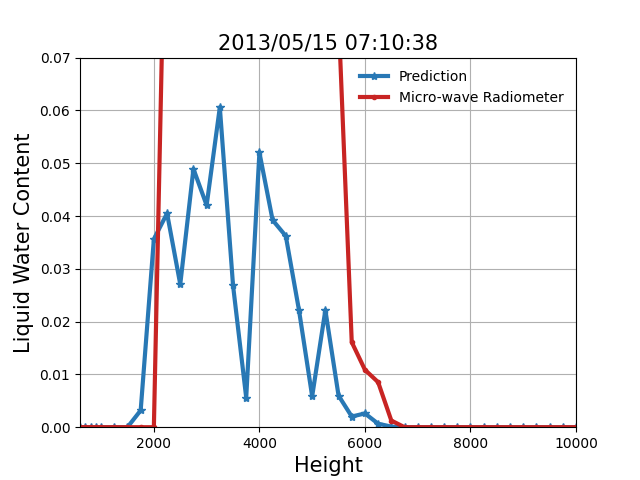 2013/05/15 07:10:38
Prediction
Micro-wave Radiometer
Liquid Water Content
0.07
0.06
0.05
0.04
0.03
0.02
0.01
0.00
2000 4000 6000 8000 10000
Height